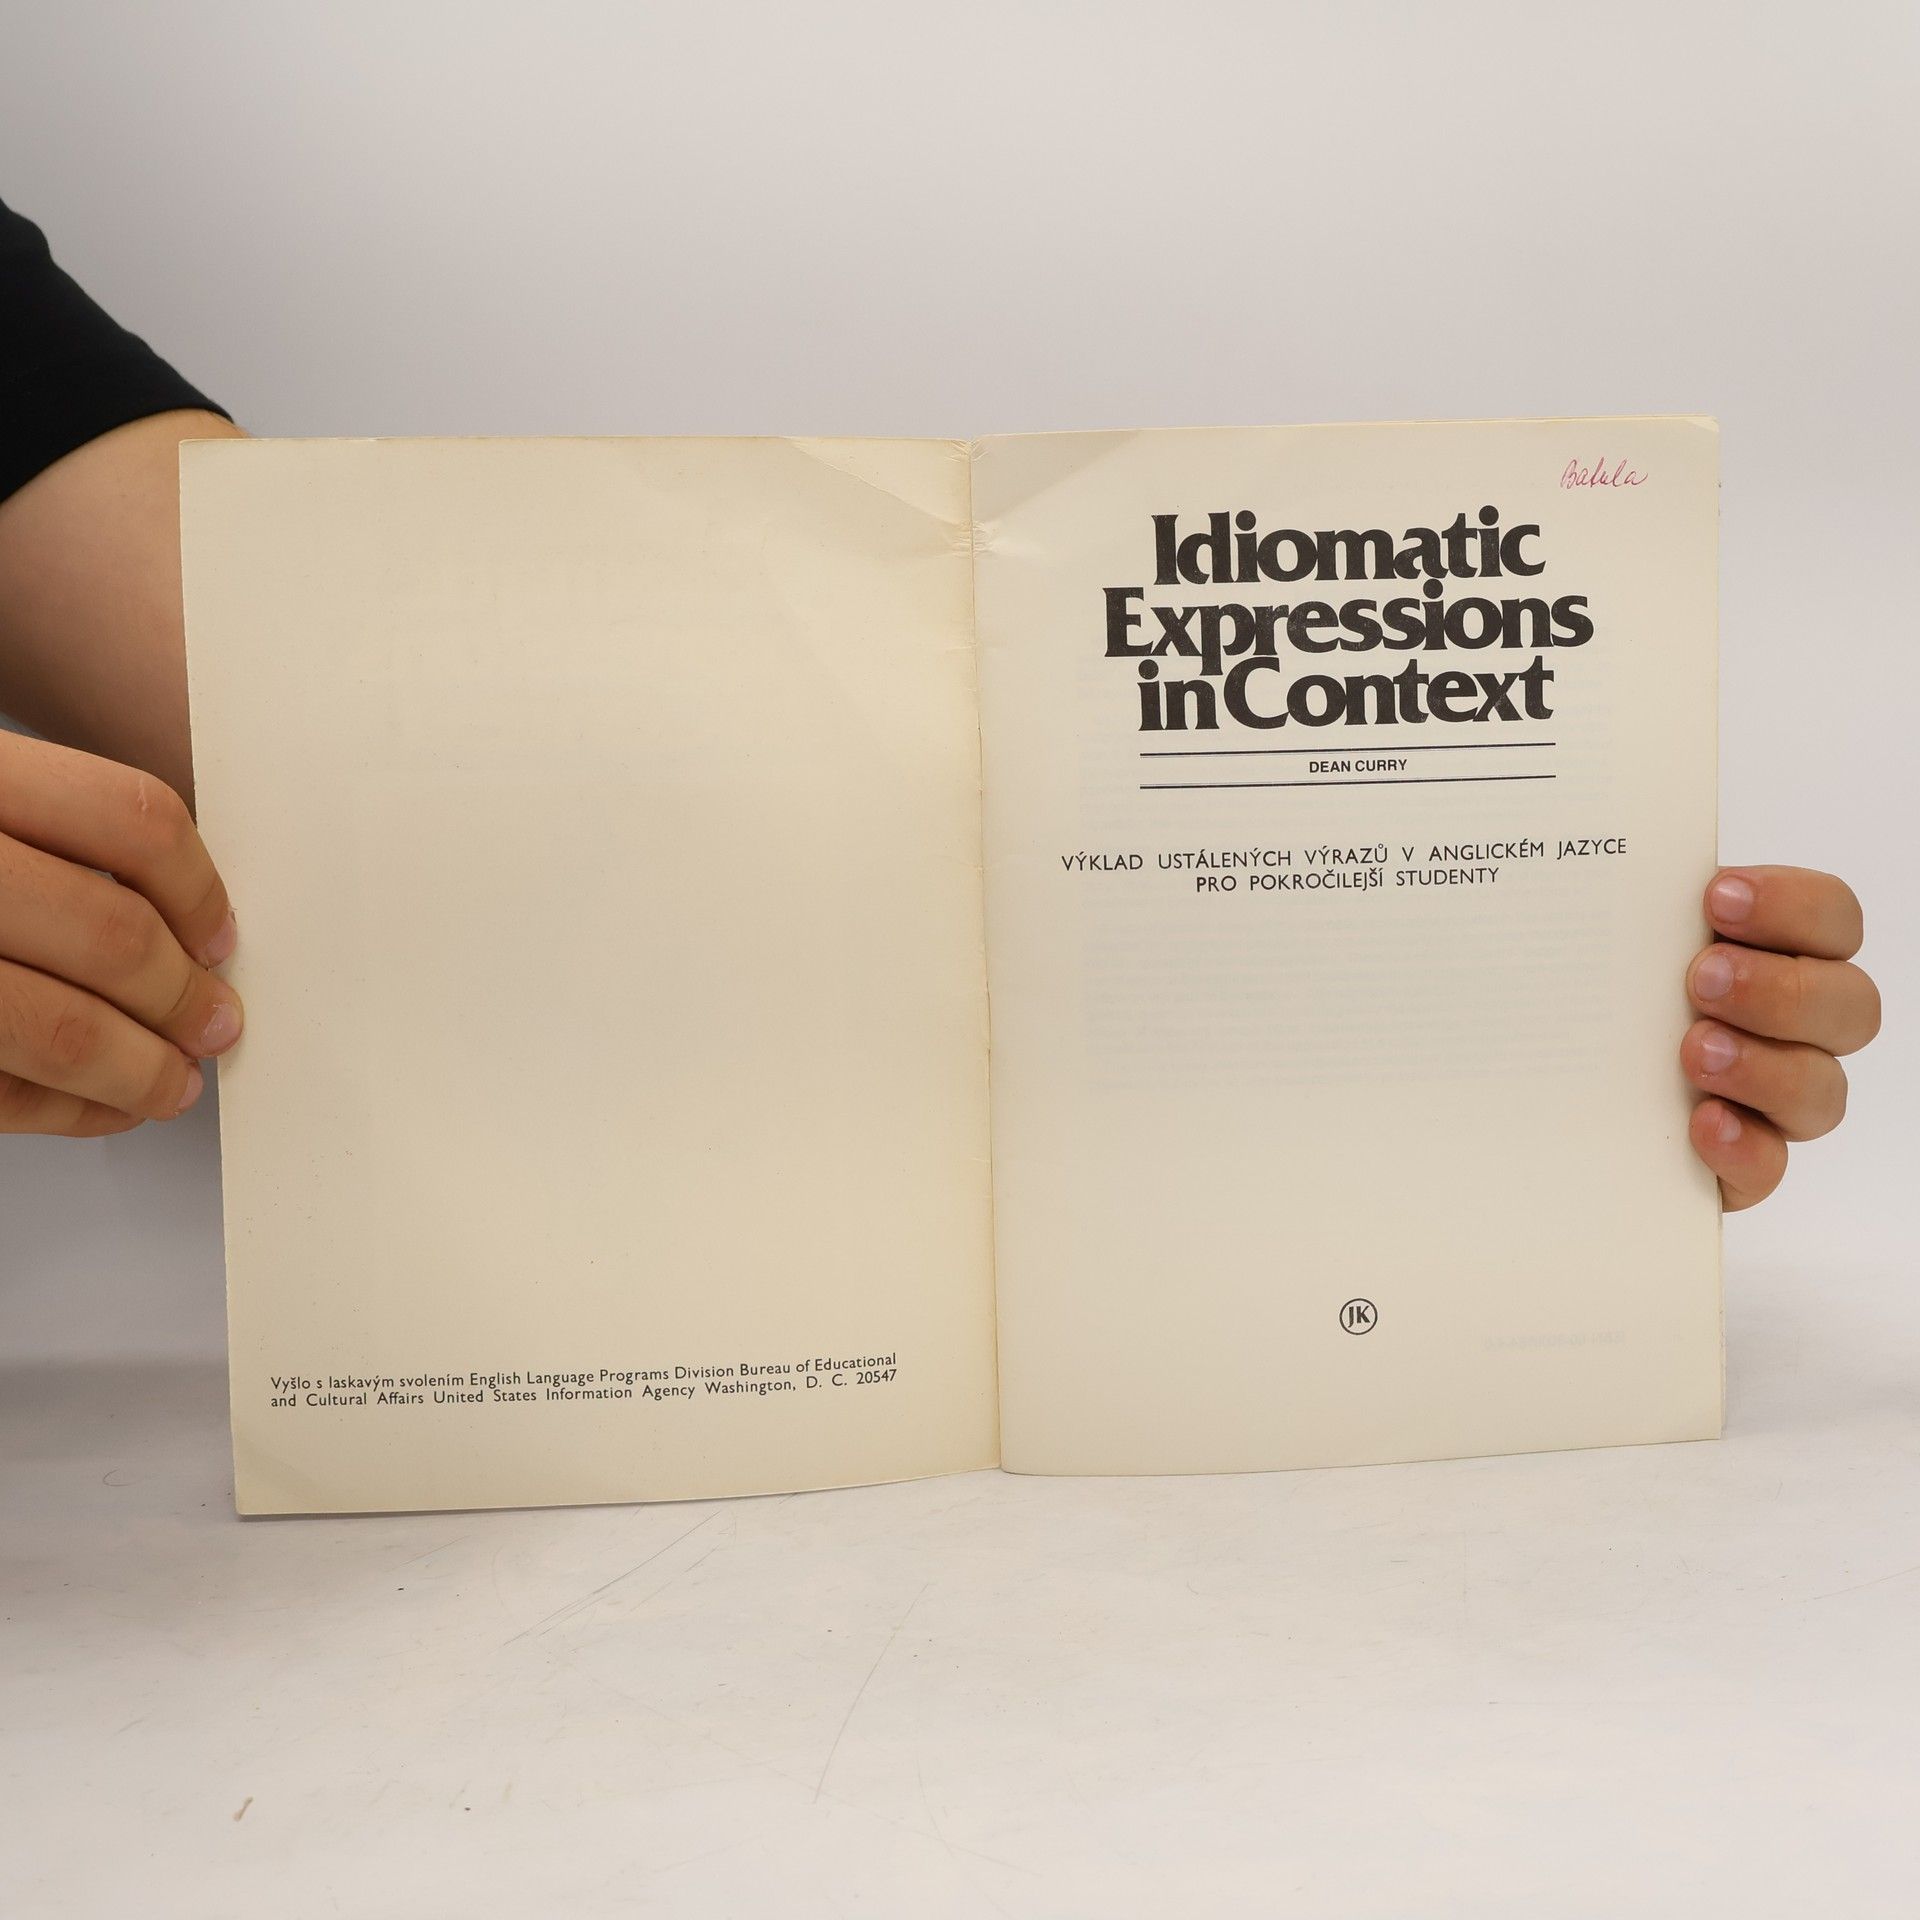 Vyšlo s laskavým svolením English Language Programs Division Bureau of Educational
and Cultural Affairs United States Information Agency Washington, D. C. 20547
Batula
Idiomatic
Expressions
in Context
DEAN CURRY
VÝKLAD USTÁLENÝCH VÝRAZŮ V ANGLICKÉM JAZYCE
PRO POKROČILEJŠÍ STUDENTY
JK